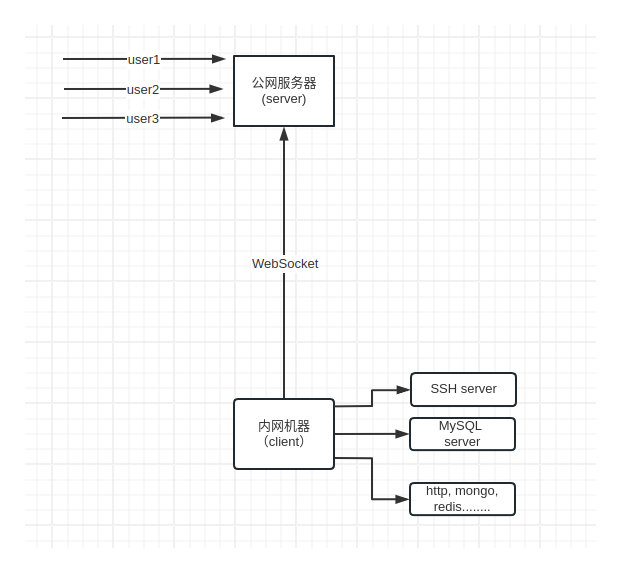 user1
user2
user3
公网服务器
(server)
WebSocket
内网机器
（client）
SSH server
MySQL
server
http, mongo,
redis........